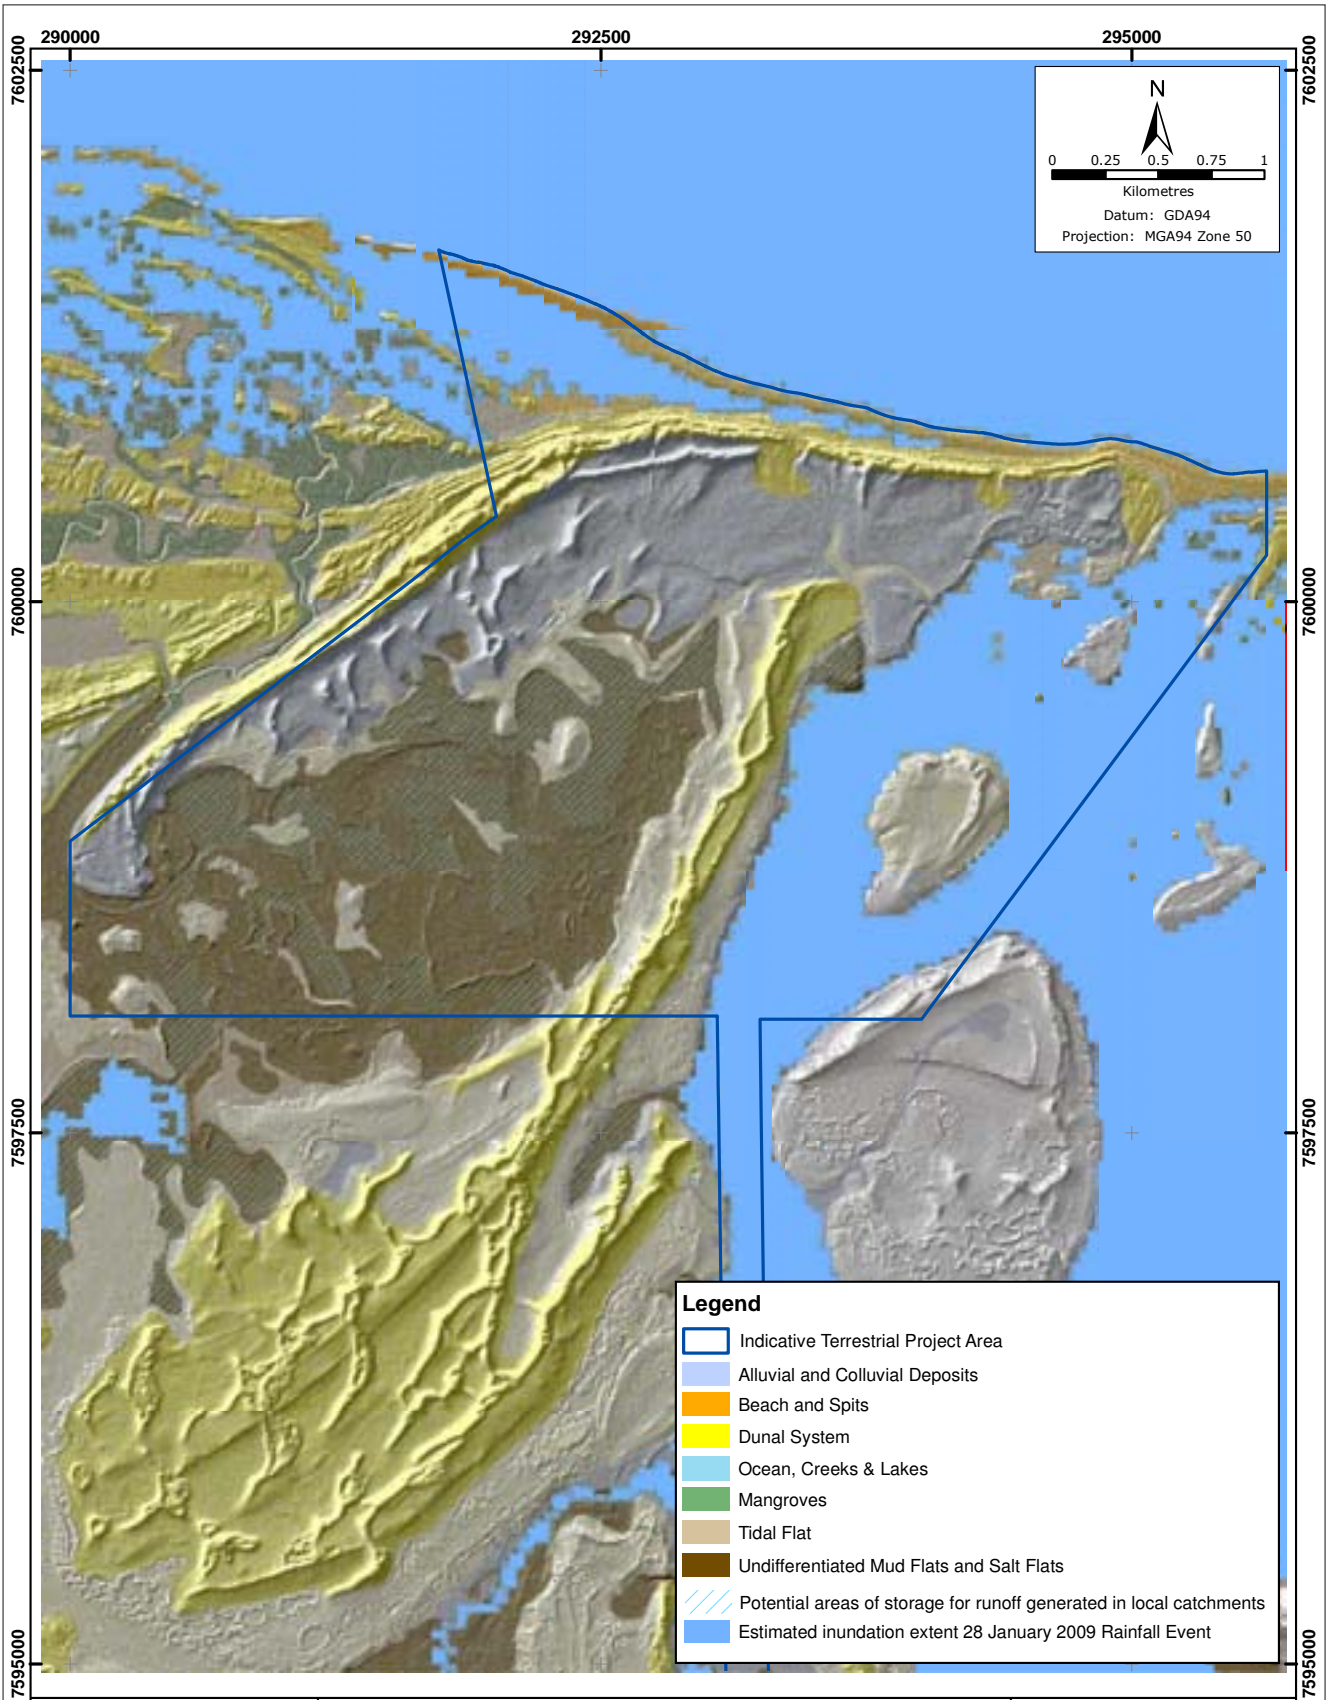 290000 292500 295000
7602500 7602500
N
0 0.25 0.5 0.75 1
Kilometres
Datum: GDA94
Projection: MGA94 Zone 50
7600000 7600000
7597500 7597500
Legend
Indicative Terrestrial Project Area
Alluvial and Colluvial Deposits
Beach and Spits
Dunal System
Ocean, Creeks & Lakes
Mangroves
Tidal Flat
Undifferentiated Mud Flats and Salt Flats
Potential areas of storage for runoff generated in local catchments
Estimated inundation extent 28 January 2009 Rainfall Event
7595000 7595000